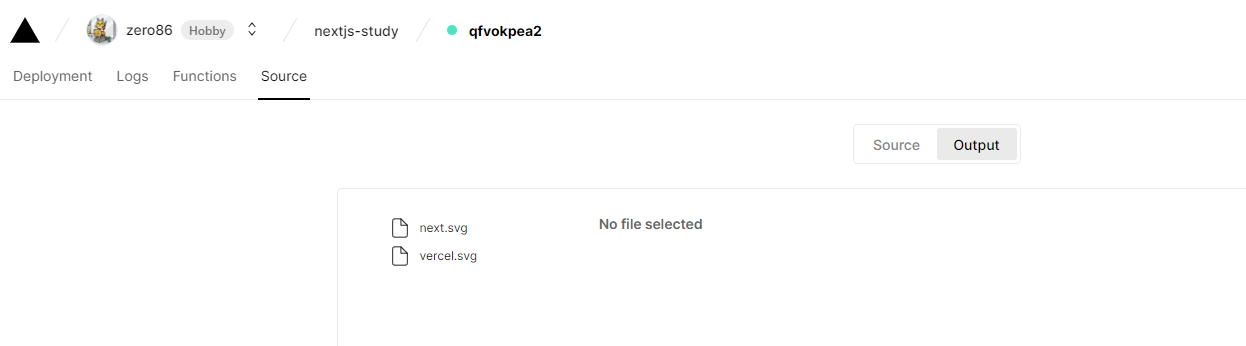 zero86 Hobby nextjs-study qfvokpea2
Deployment Logs Functions Source
Source Output
next.svg No file selected
vercel.svg